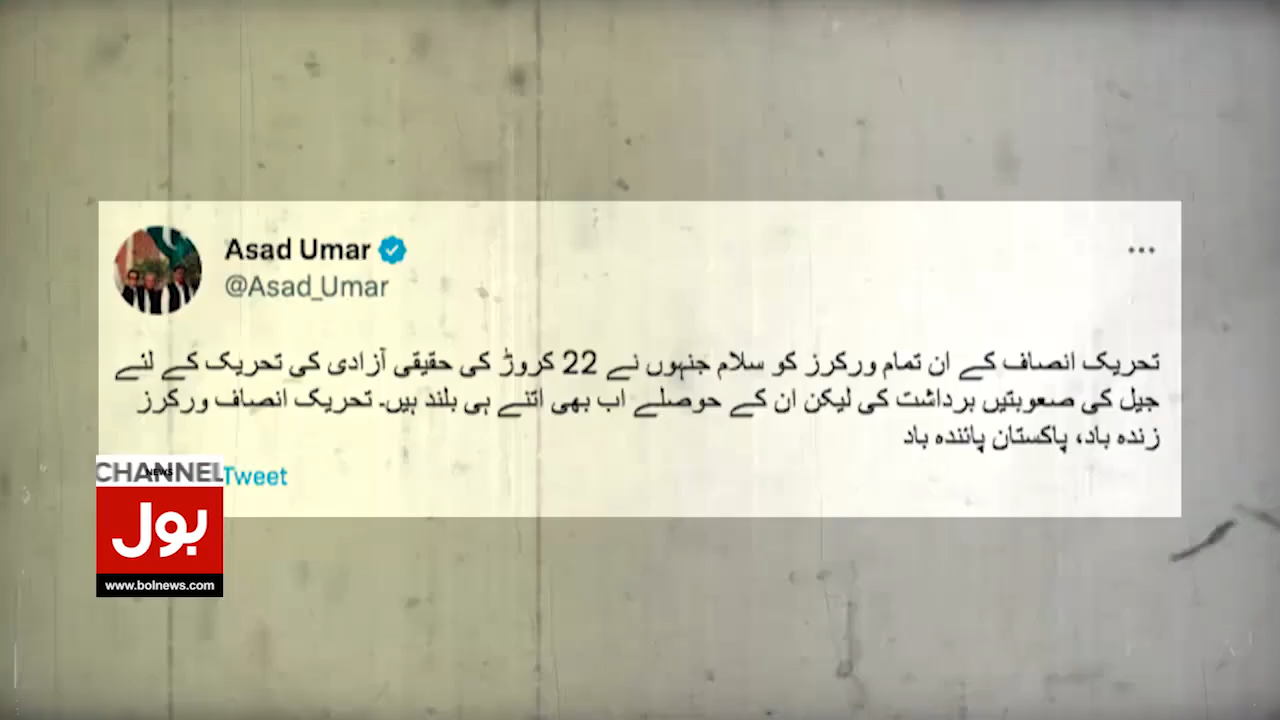 Asad Umar
@Asad_Umar
تحریک انصاف کے ان تمام ورکرز کو سلام جنہوں نے 22 کروڑ کی حقیقی آزادی کی تحریک کے لئے
جیل کی صعوبتیں برداشت کی لیکن ان کے حوصلے اب بھی اتنے ہی بلند ہیں۔ تحریک انصاف ورکرز
زندہ باد، پاکستان پائندہ باد
Tweet
CHANNEL
NEWS
بول
www.bolnews.com